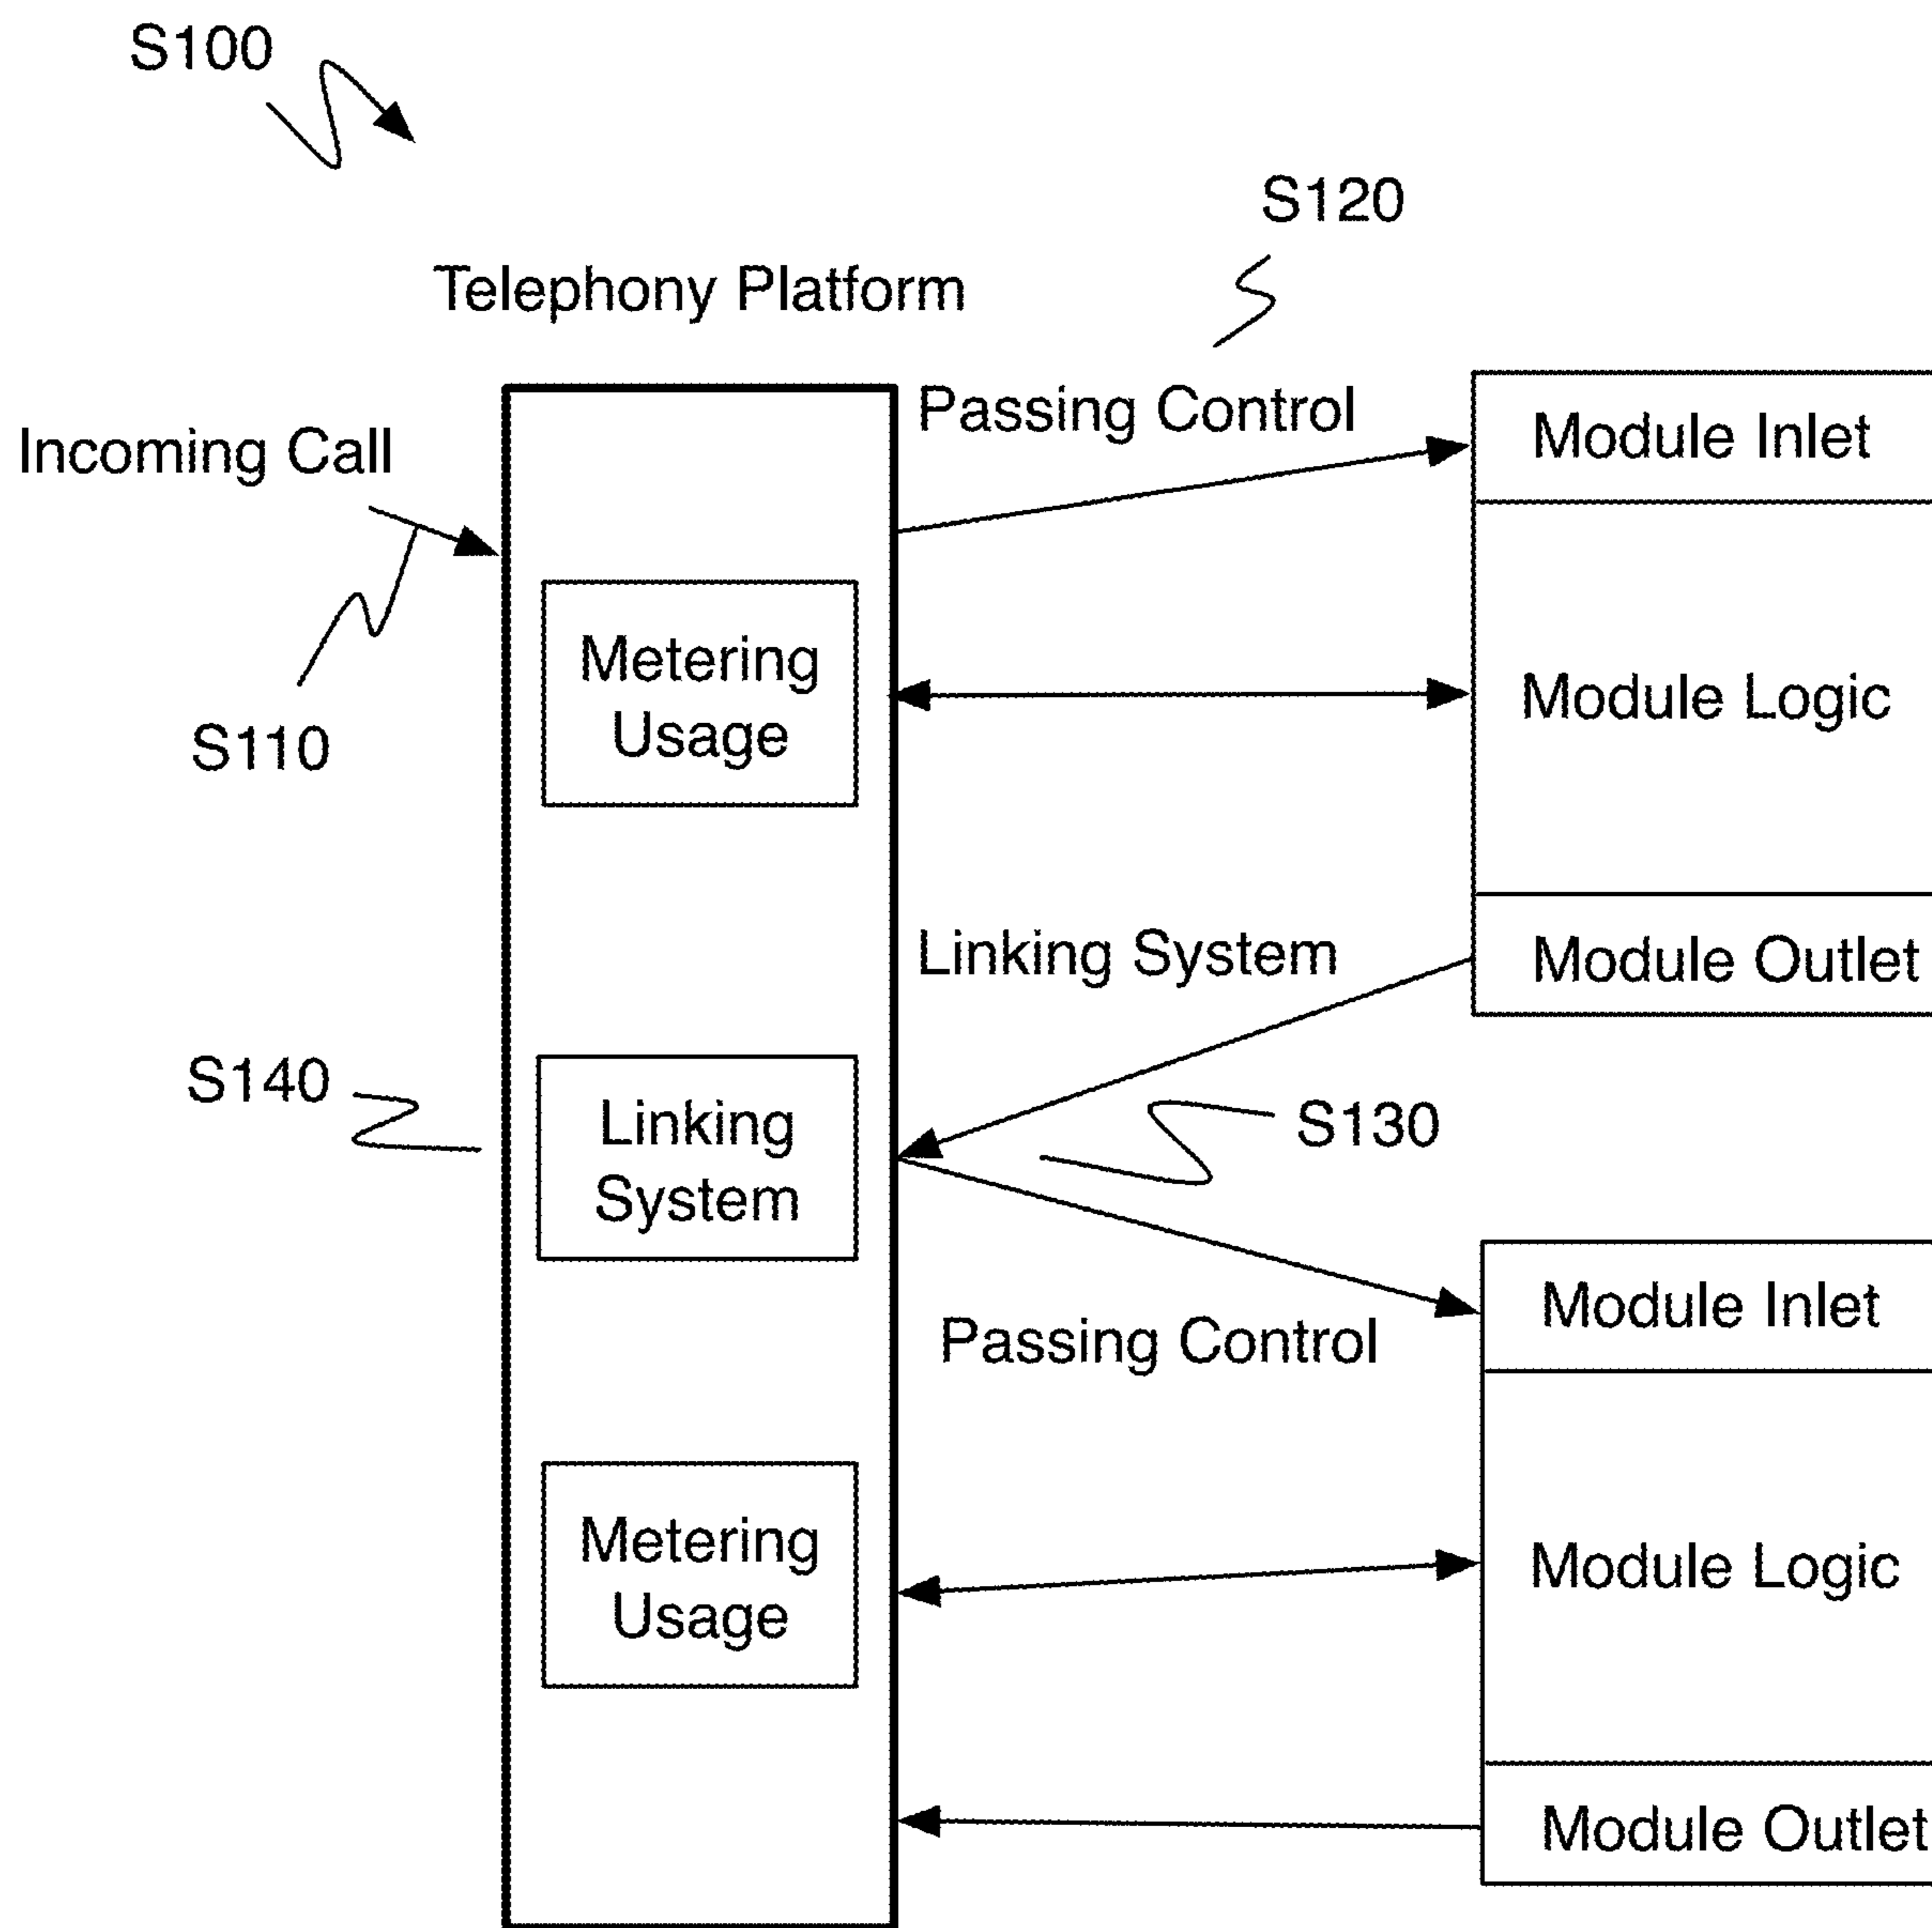 S100
S120
Telephony Platform
Passing Control
Module Inlet
Incoming Call
Metering
Usage
Module Logic
S110
Linking System
Module Outlet
S140
Linking
System
S130
Module Inlet
Passing Control
Metering
Usage
Module Logic
Module Outlet